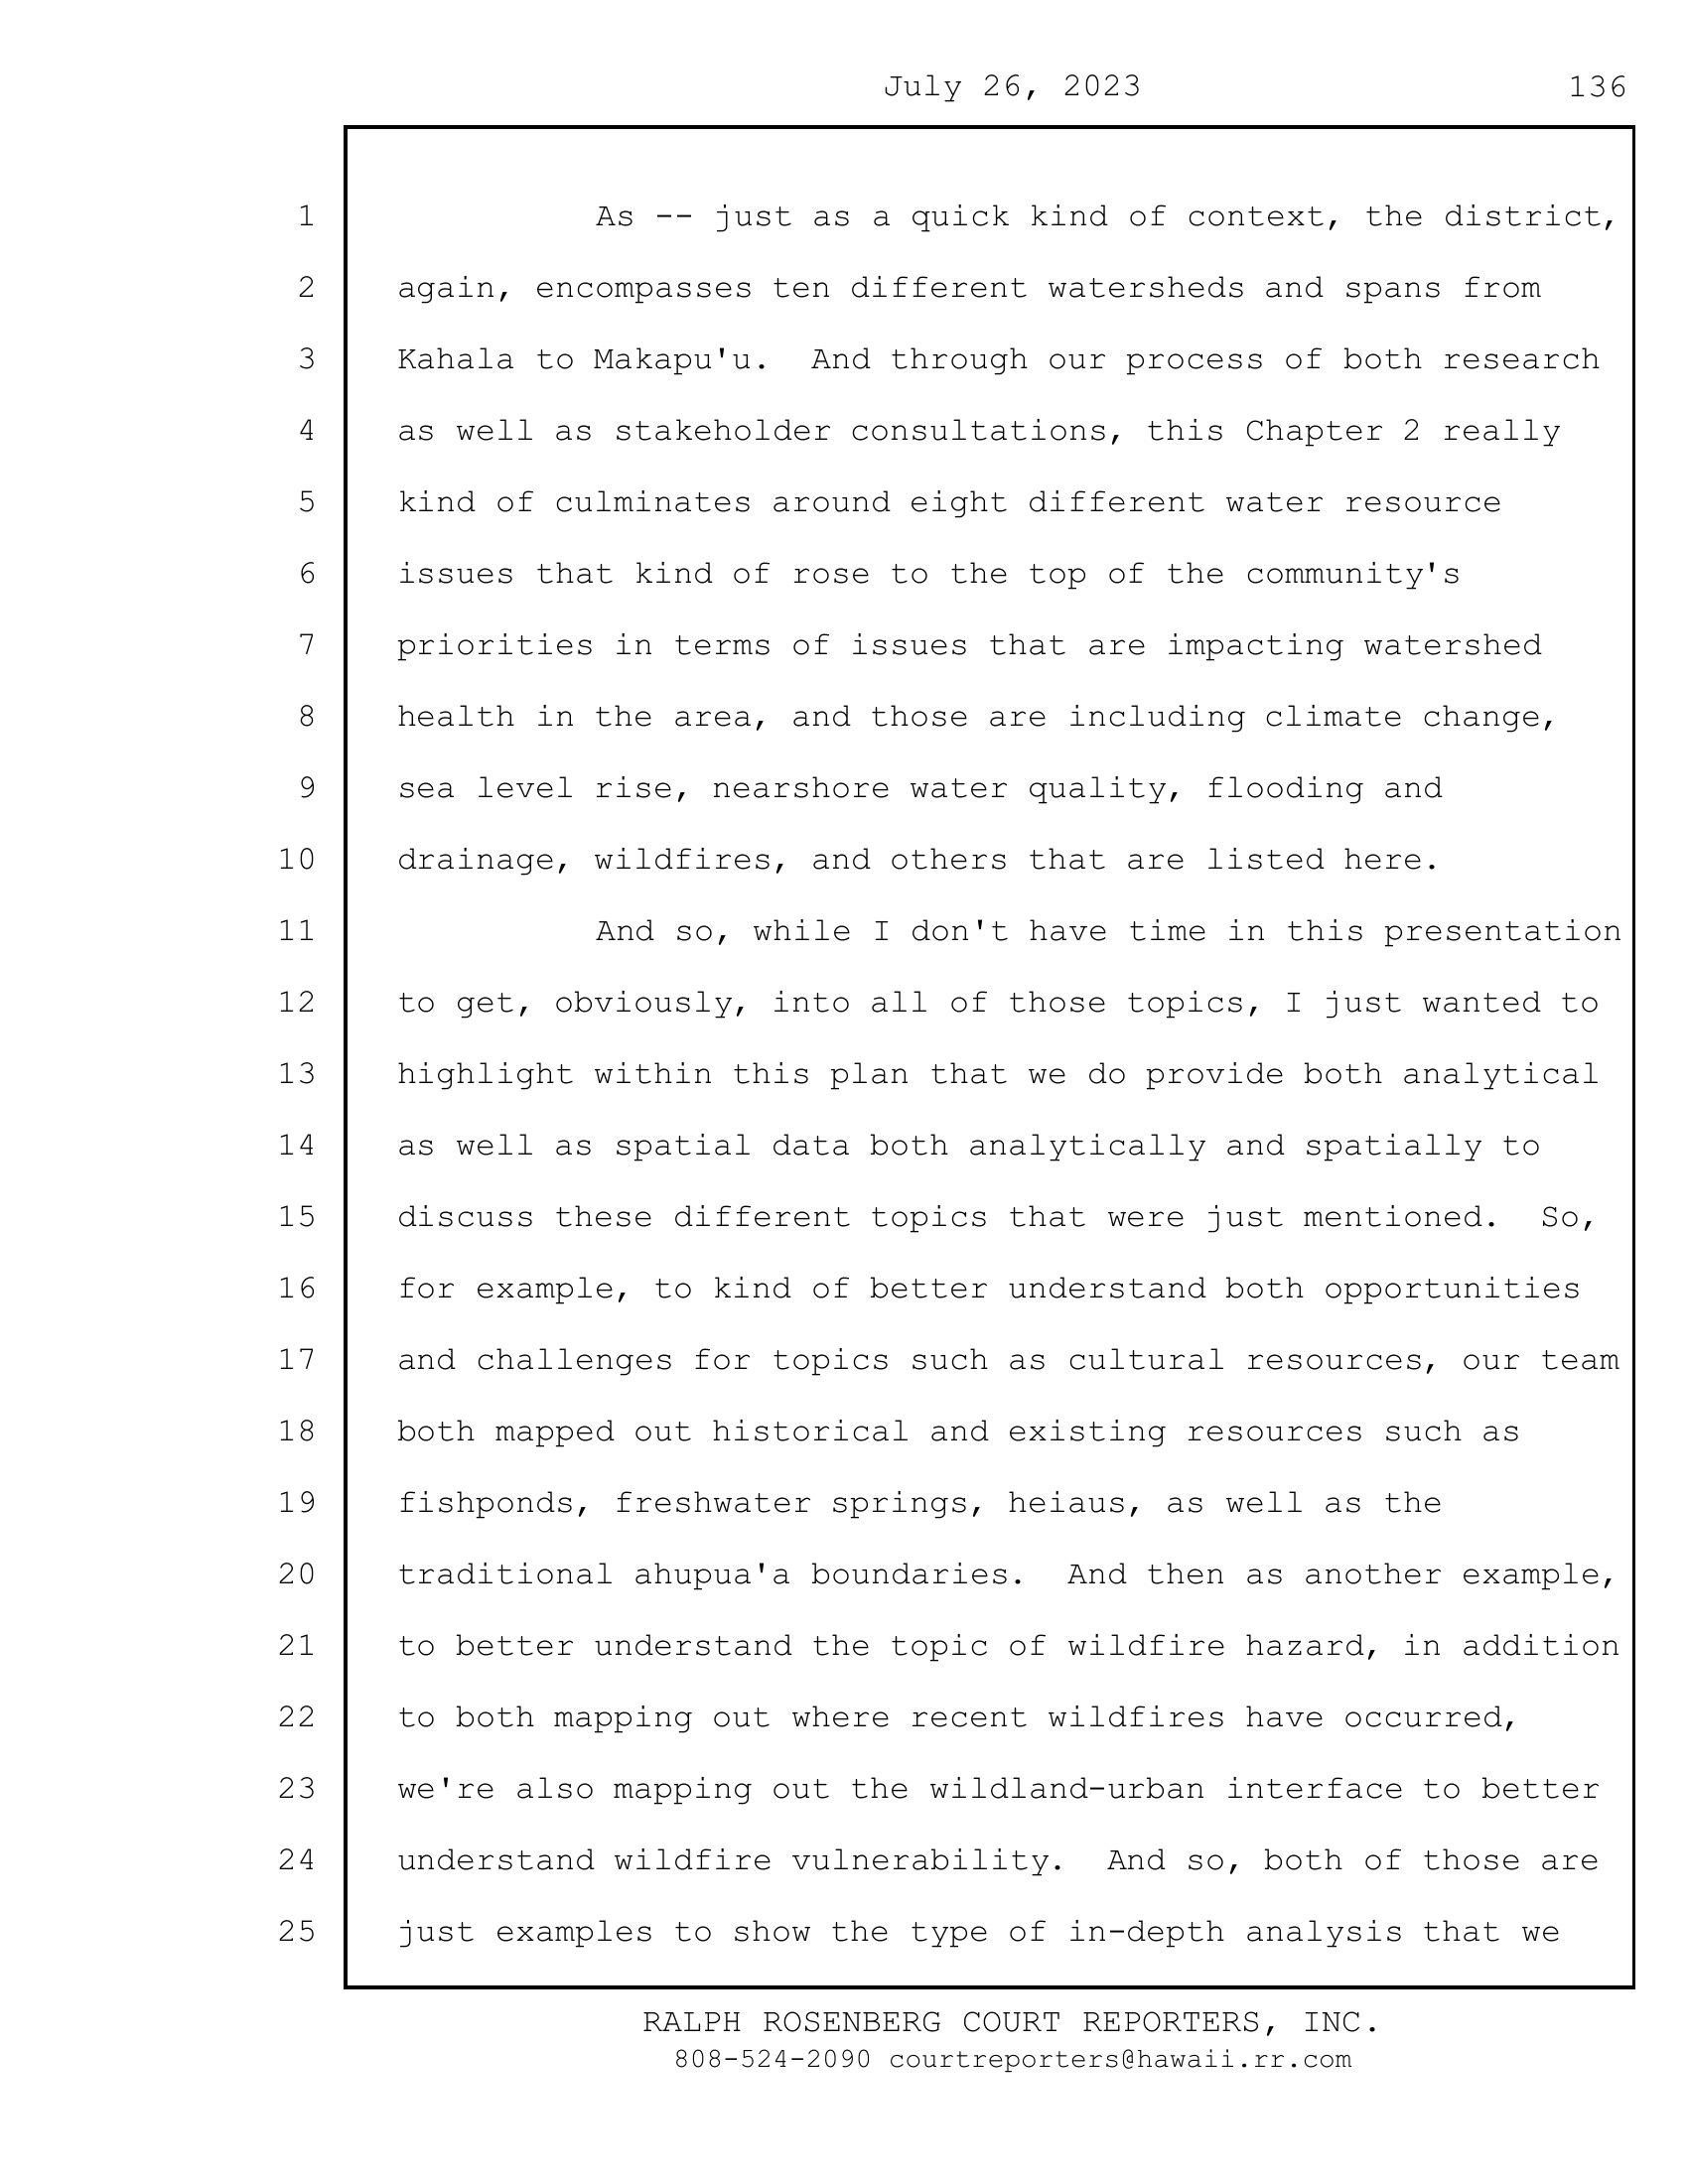 July 26, 2023 136
1 As -- just as a quick kind of context, the district,
2 again, encompasses ten different watersheds and spans from
3 Kahala to Makapu'u.  And through our process of both research
4 as well as stakeholder consultations, this Chapter 2 really
5 kind of culminates around eight different water resource
6 issues that kind of rose to the top of the community's
7 priorities in terms of issues that are impacting watershed
8 health in the area, and those are including climate change,
9 sea level rise, nearshore water quality, flooding and
10 drainage, wildfires, and others that are listed here.
11 And so, while I don't have time in this presentation
12 to get, obviously, into all of those topics, I just wanted to
13 highlight within this plan that we do provide both analytical
14 as well as spatial data both analytically and spatially to
15 discuss these different topics that were just mentioned.  So,
16 for example, to kind of better understand both opportunities
17 and challenges for topics such as cultural resources, our team
18 both mapped out historical and existing resources such as
19 fishponds, freshwater springs, heiaus, as well as the
20 traditional ahupua'a boundaries.  And then as another example,
21 to better understand the topic of wildfire hazard, in addition
22 to both mapping out where recent wildfires have occurred,
23 we're also mapping out the wildland-urban interface to better
24 understand wildfire vulnerability.  And so, both of those are
25 just examples to show the type of in-depth analysis that we
RALPH ROSENBERG COURT REPORTERS, INC.
808-524-2090 courtreporters@hawaii.rr.com